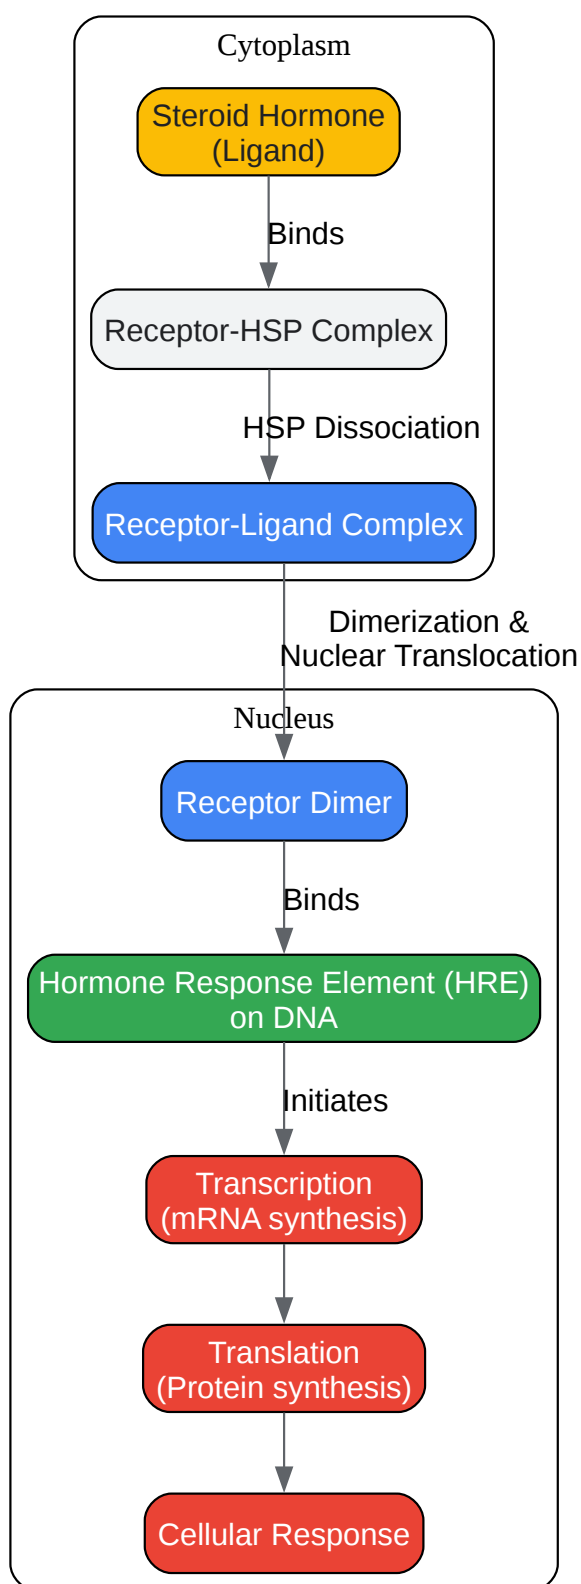 Cytoplasm
Steroid Hormone
(Ligand)
Binds
Receptor-HSP Complex
HSP Dissociation
Receptor-Ligand Complex
Dimerization &
Nuclear Translocation
Nucleus
Receptor Dimer
Binds
Hormone Response Element (HRE)
on DNA
Initiates
Transcription
(mRNA synthesis)
Translation
(Protein synthesis)
Cellular Response